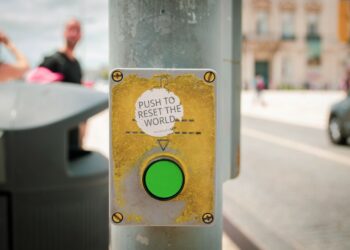 PUSH TO
RESET THE
WORLD